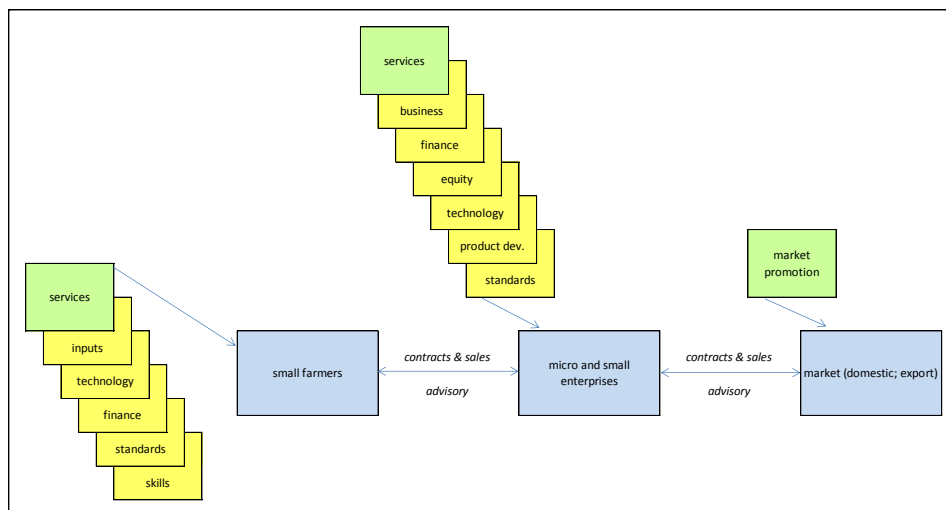 services
business
finance
equity
technology
product dev.
standards
market
promotion
services
inputs
technology
finance
standards
skills
small farmers
contracts & sales
advisory
micro and small
enterprises
contracts & sales
advisory
market (domestic; export)